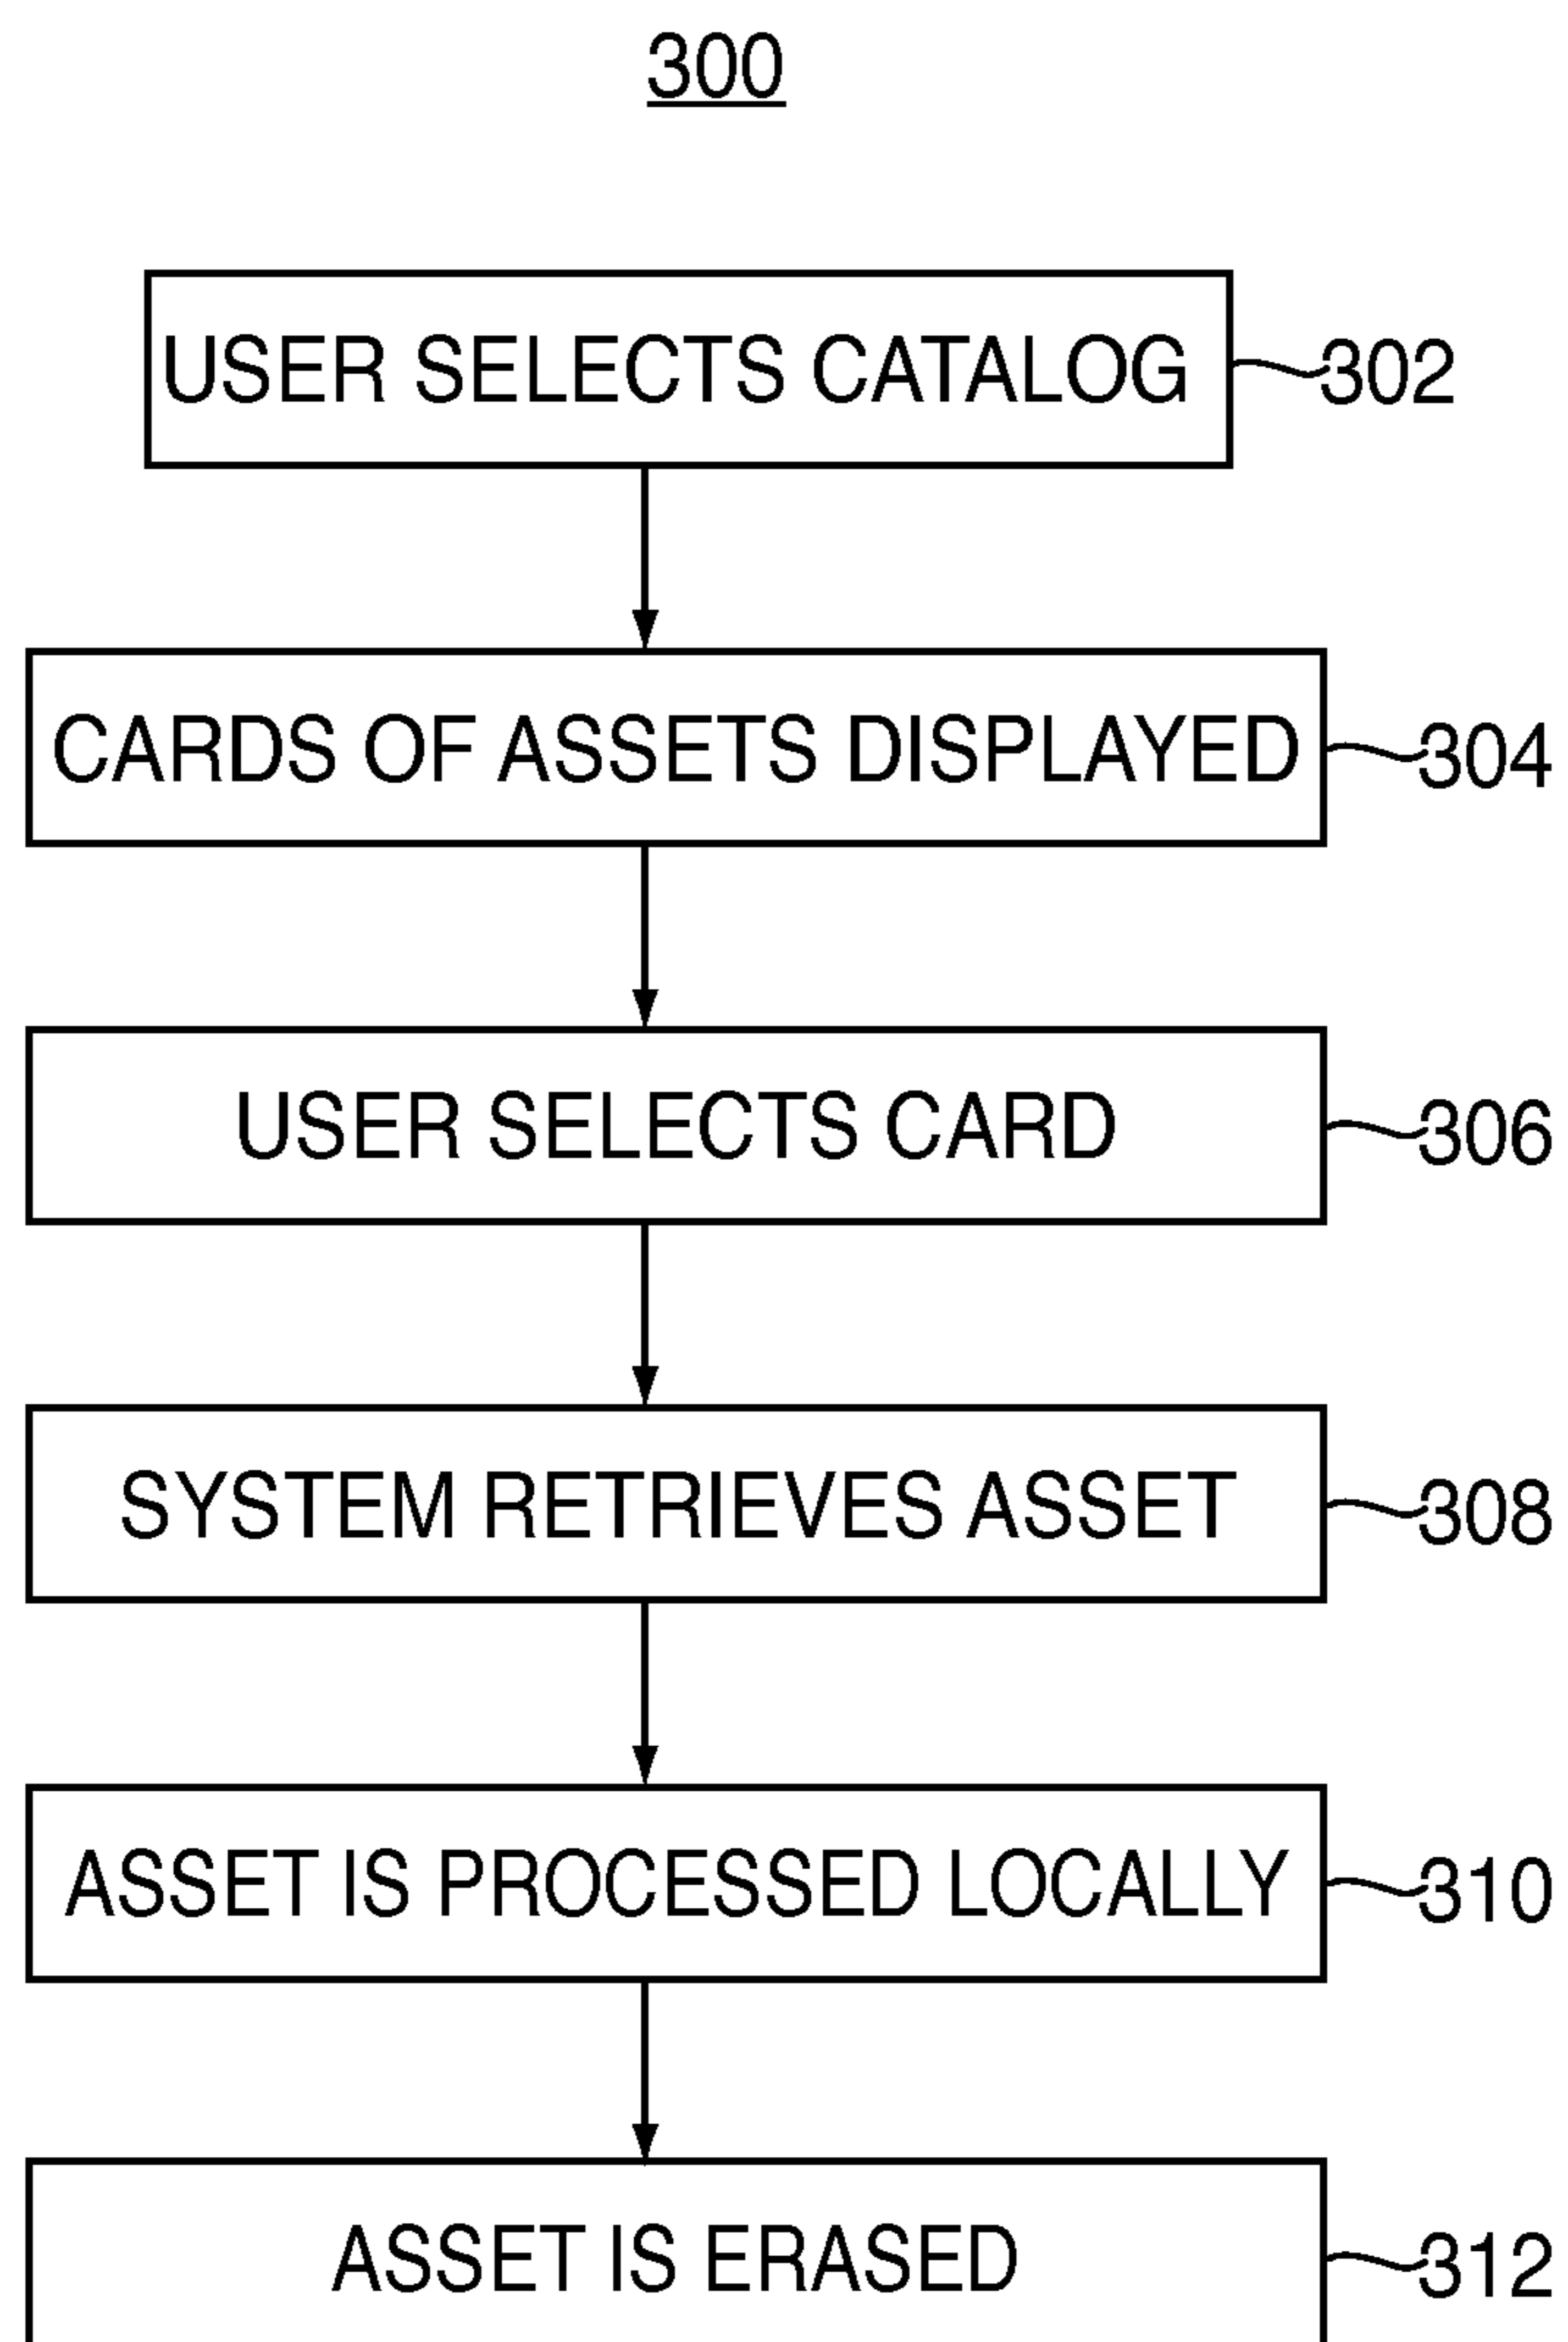 300
USER SELECTS CATALOG 302
CARDS OF ASSETS DISPLAYED 304
USER SELECTS CARD 306
SYSTEM RETRIEVES ASSET 308
ASSET IS PROCESSED LOCALLY 310
ASSET IS ERASED 312